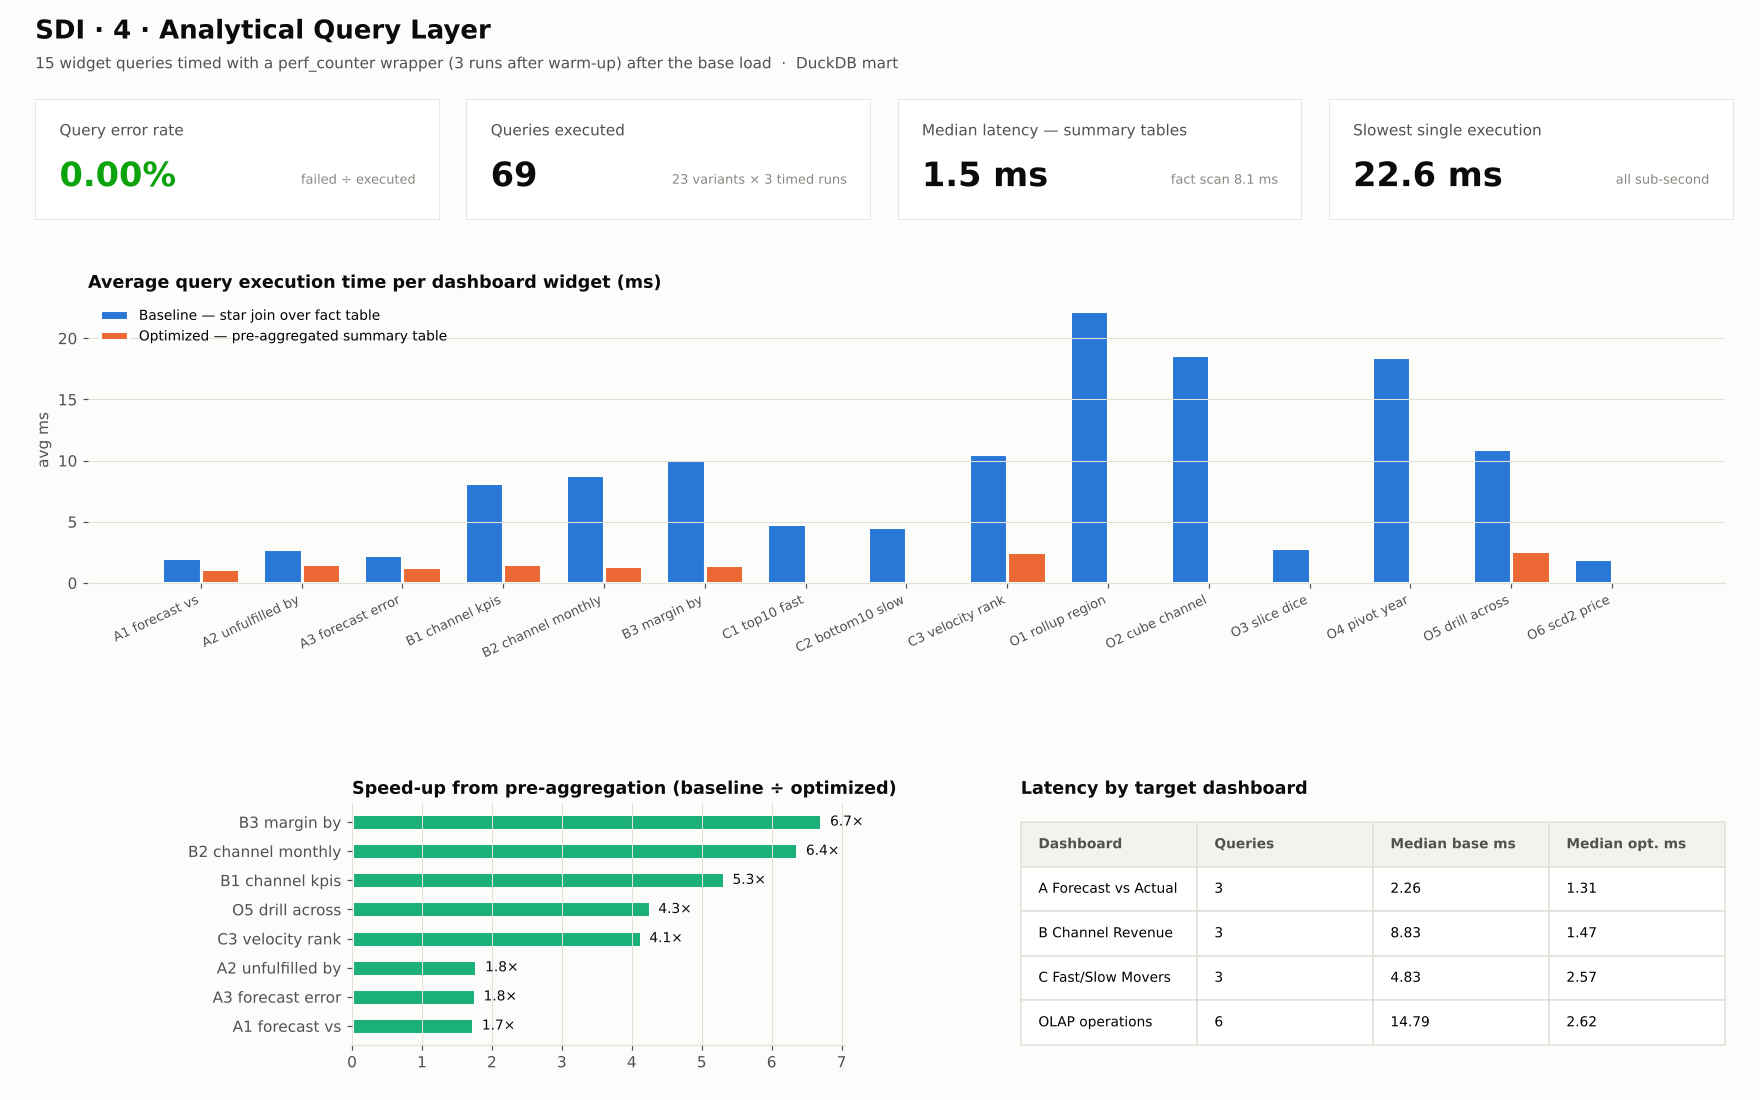 SDI · 4 · Analytical Query Layer
15 widget queries timed with a perf_counter wrapper (3 runs after warm-up) after the base load · DuckDB mart
Query error rate
0.00%
failed ÷ executed
Queries executed
69
23 variants × 3 timed runs
Median latency — summary tables
1.5 ms
fact scan 8.1 ms
Slowest single execution
22.6 ms
all sub-second
Average query execution time per dashboard widget (ms)
Baseline — star join over fact table
Optimized — pre-aggregated summary table
avg ms
20
15
10
5
0
A1 forecast vs
A2 unfulfilled by
A3 forecast error
B1 channel kpis
B2 channel monthly
B3 margin by
C1 top10 fast
C2 bottom10 slow
C3 velocity rank
O1 rollup region
O2 cube channel
O3 slice dice
O4 pivot year
O5 drill across
O6 scd2 price
Speed-up from pre-aggregation (baseline ÷ optimized)
B3 margin by 6.7×
B2 channel monthly 6.4×
B1 channel kpis 5.3×
O5 drill across 4.3×
C3 velocity rank 4.1×
A2 unfulfilled by 1.8×
A3 forecast error 1.8×
A1 forecast vs 1.7×
0 1 2 3 4 5 6 7
Latency by target dashboard
Dashboard Queries Median base ms Median opt. ms
A Forecast vs Actual 3 2.26 1.31
B Channel Revenue 3 8.83 1.47
C Fast/Slow Movers 3 4.83 2.57
OLAP operations 6 14.79 2.62